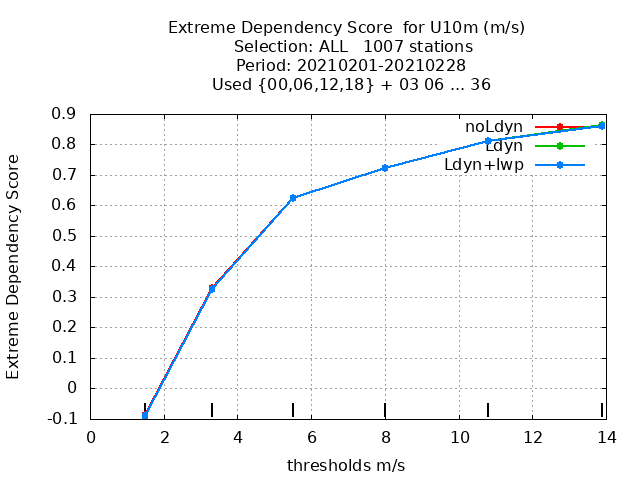 Extreme Dependency Score  for U10m (m/s)
Selection: ALL   1007 stations
Period: 20210201-20210228
Used {00,06,12,18} + 03 06 ... 36
Extreme Dependency Score
0.9
0.8
0.7
0.6
0.5
0.4
0.3
0.2
0.1
0
-0.1
noLdyn
Ldyn
Ldyn+lwp
0 2 4 6 8 10 12 14
thresholds m/s